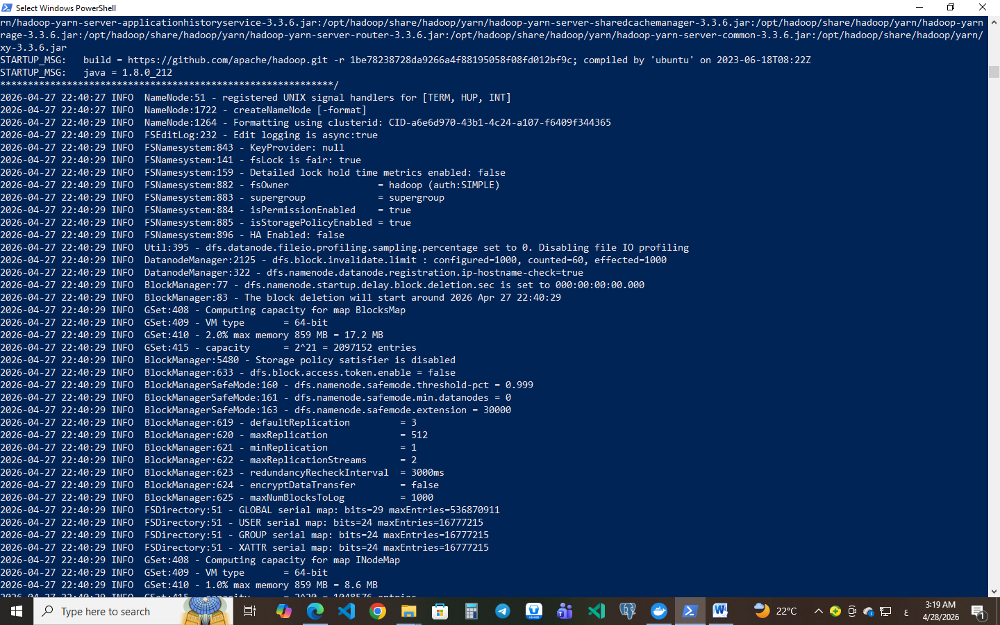 Select Windows PowerShell
rn/hadoop-yarn-server-applicationhistoryservice-3.3.6.jar:/opt/hadoop/share/hadoop/yarn/hadoop-yarn-server-sharedcachemanager-3.3.6.jar:/opt/hadoop/share/hadoop/yarn/hadoop-yarn
rage-3.3.6.jar:/opt/hadoop/share/hadoop/yarn/hadoop-yarn-server-router-3.3.6.jar:/opt/hadoop/share/hadoop/yarn/hadoop-yarn-server-common-3.3.6.jar:/opt/hadoop/share/hadoop/yarn/
xy-3.3.6.jar
STARTUP_MSG:   build = https://github.com/apache/hadoop.git -r 1be78238728da9266a4f88195058f08fd012bf9c; compiled by 'ubuntu' on 2023-06-18T08:22Z
STARTUP_MSG:   java = 1.8.0_212
************************************************************/
2026-04-27 22:40:27 INFO  NameNode:51 - registered UNIX signal handlers for [TERM, HUP, INT]
2026-04-27 22:40:27 INFO  NameNode:1722 - createNameNode [-format]
2026-04-27 22:40:29 INFO  NameNode:1264 - Formatting using clusterid: CID-a6e6d970-43b1-4c24-a107-f6409f344365
2026-04-27 22:40:29 INFO  FSEditLog:232 - Edit logging is async:true
2026-04-27 22:40:29 INFO  FSNamesystem:843 - KeyProvider: null
2026-04-27 22:40:29 INFO  FSNamesystem:141 - fsLock is fair: true
2026-04-27 22:40:29 INFO  FSNamesystem:159 - Detailed lock hold time metrics enabled: false
2026-04-27 22:40:29 INFO  FSNamesystem:882 - fsOwner                = hadoop (auth:SIMPLE)
2026-04-27 22:40:29 INFO  FSNamesystem:883 - supergroup             = supergroup
2026-04-27 22:40:29 INFO  FSNamesystem:884 - isPermissionEnabled    = true
2026-04-27 22:40:29 INFO  FSNamesystem:885 - isStoragePolicyEnabled = true
2026-04-27 22:40:29 INFO  FSNamesystem:896 - HA Enabled: false
2026-04-27 22:40:29 INFO  Util:395 - dfs.datanode.fileio.profiling.sampling.percentage set to 0. Disabling file IO profiling
2026-04-27 22:40:29 INFO  DatanodeManager:2125 - dfs.block.invalidate.limit : configured=1000, counted=60, effected=1000
2026-04-27 22:40:29 INFO  DatanodeManager:322 - dfs.namenode.datanode.registration.ip-hostname-check=true
2026-04-27 22:40:29 INFO  BlockManager:77 - dfs.namenode.startup.delay.block.deletion.sec is set to 000:00:00:00.000
2026-04-27 22:40:29 INFO  BlockManager:83 - The block deletion will start around 2026 Apr 27 22:40:29
2026-04-27 22:40:29 INFO  GSet:408 - Computing capacity for map BlocksMap
2026-04-27 22:40:29 INFO  GSet:409 - VM type       = 64-bit
2026-04-27 22:40:29 INFO  GSet:410 - 2.0% max memory 859 MB = 17.2 MB
2026-04-27 22:40:29 INFO  GSet:415 - capacity      = 2^21 = 2097152 entries
2026-04-27 22:40:29 INFO  BlockManager:5480 - Storage policy satisfier is disabled
2026-04-27 22:40:29 INFO  BlockManager:633 - dfs.block.access.token.enable = false
2026-04-27 22:40:29 INFO  BlockManagerSafeMode:160 - dfs.namenode.safemode.threshold-pct = 0.999
2026-04-27 22:40:29 INFO  BlockManagerSafeMode:161 - dfs.namenode.safemode.min.datanodes = 0
2026-04-27 22:40:29 INFO  BlockManagerSafeMode:163 - dfs.namenode.safemode.extension = 30000
2026-04-27 22:40:29 INFO  BlockManager:619 - defaultReplication         = 3
2026-04-27 22:40:29 INFO  BlockManager:620 - maxReplication             = 512
2026-04-27 22:40:29 INFO  BlockManager:621 - minReplication             = 1
2026-04-27 22:40:29 INFO  BlockManager:622 - maxReplicationStreams      = 2
2026-04-27 22:40:29 INFO  BlockManager:623 - redundancyRecheckInterval  = 3000ms
2026-04-27 22:40:29 INFO  BlockManager:624 - encryptDataTransfer        = false
2026-04-27 22:40:29 INFO  BlockManager:625 - maxNumBlocksToLog          = 1000
2026-04-27 22:40:29 INFO  FSDirectory:51 - GLOBAL serial map: bits=29 maxEntries=536870911
2026-04-27 22:40:29 INFO  FSDirectory:51 - USER serial map: bits=24 maxEntries=16777215
2026-04-27 22:40:29 INFO  FSDirectory:51 - GROUP serial map: bits=24 maxEntries=16777215
2026-04-27 22:40:29 INFO  FSDirectory:51 - XATTR serial map: bits=24 maxEntries=16777215
2026-04-27 22:40:29 INFO  GSet:408 - Computing capacity for map INodeMap
2026-04-27 22:40:29 INFO  GSet:409 - VM type       = 64-bit
2026-04-27 22:40:29 INFO  GSet:410 - 1.0% max memory 859 MB = 8.6 MB
2026-04-27 22:40:29 INFO  GSet:415 - capacity      = 2^20 = 1048576 entries
Type here to search
22°C
ع
3:19 AM
4/28/2026
1